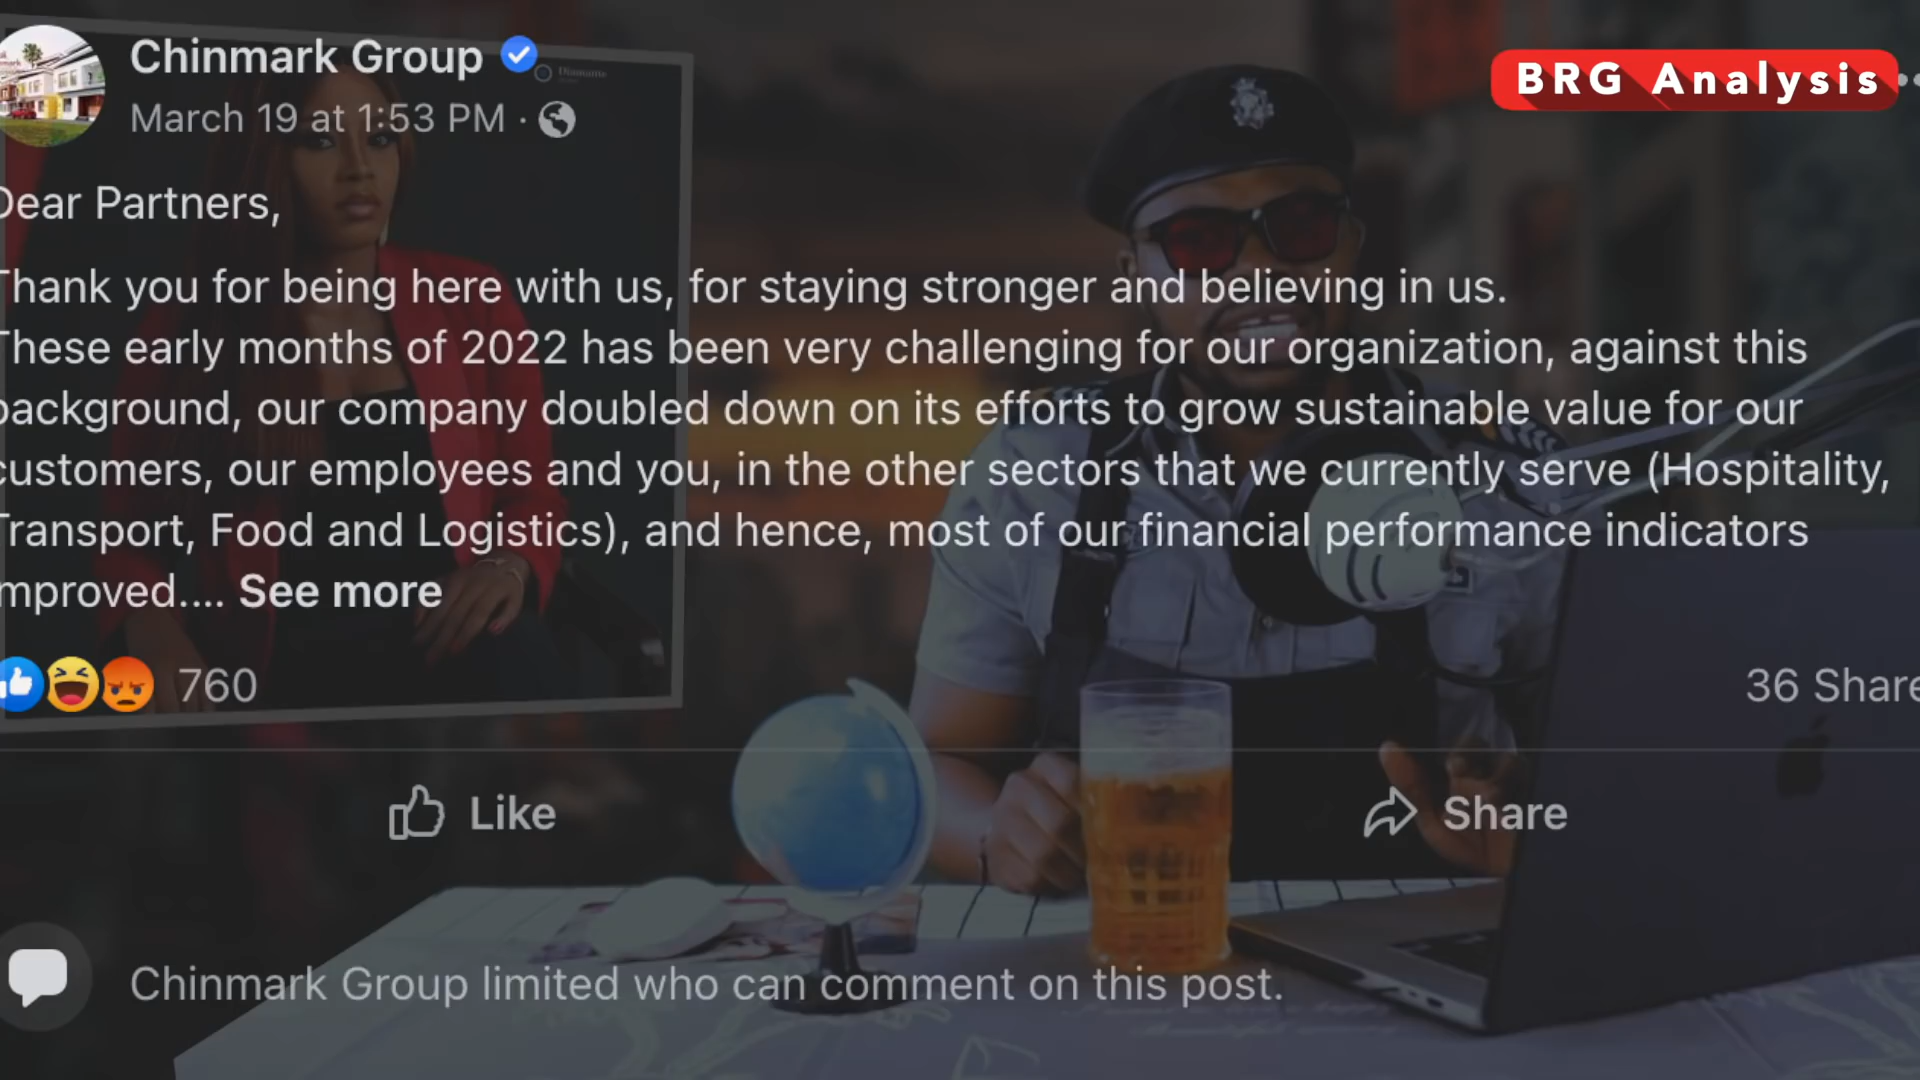 Chinmark Group
BRG Analysis
March 19 at 1:53 PM ·
Dear Partners,
Thank you for being here with us, for staying stronger and believing in us.
These early months of 2022 has been very challenging for our organization, against this
background, our company doubled down on its efforts to grow sustainable value for our
customers, our employees and you, in the other sectors that we currently serve (Hospitality,
Transport, Food and Logistics), and hence, most of our financial performance indicators
improved.... See more
760
36 Share
Like
Share
Chinmark Group limited who can comment on this post.